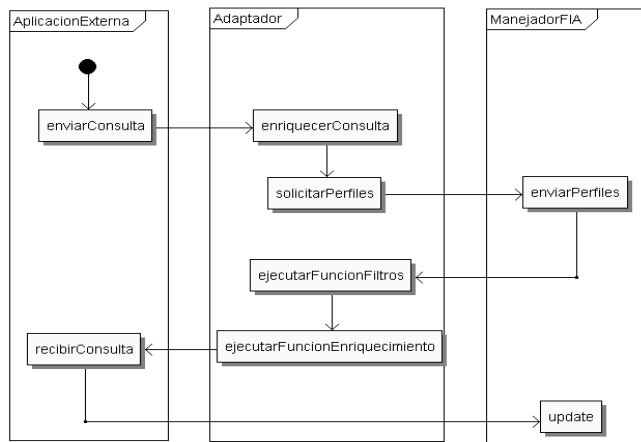 AplicacionExterna
Adaptador
ManejadorFIA
enviarConsulta
enriquecerConsulta
solicitarPerfiles
enviarPerfiles
ejecutarFuncionFiltros
recibirConsulta
ejecutarFuncionEnriquecimiento
update